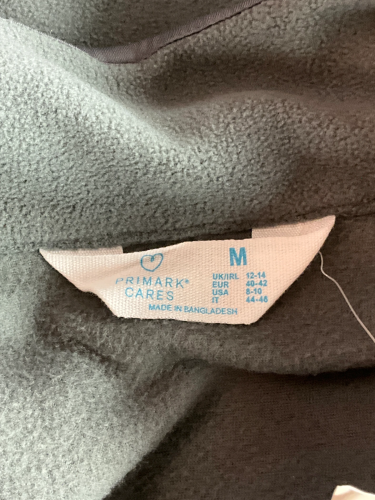 M
PRIMARK®
CARES
UK/IRL 12-14
EUR 40-42
USA 8-10
IT 44-46
MADE IN BANGLADESH